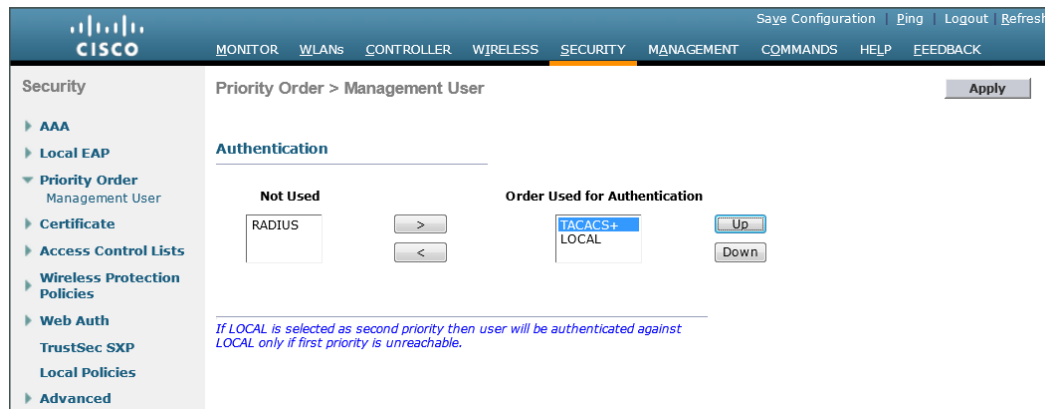 Save Configuration | Ping | Logout | Refresh
CISCO
MONITOR WLANs CONTROLLER WIRELESS SECURITY MANAGEMENT COMMANDS HELP FEEDBACK
Security
AAA
Local EAP
Priority Order
Management User
Certificate
Access Control Lists
Wireless Protection
Policies
Web Auth
TrustSec SXP
Local Policies
Advanced
Priority Order > Management User
Apply
Authentication
Not Used
Order Used for Authentication
RADIUS
>
<
TACACS+
LOCAL
Up
Down
If LOCAL is selected as second priority then user will be authenticated against
LOCAL only if first priority is unreachable.